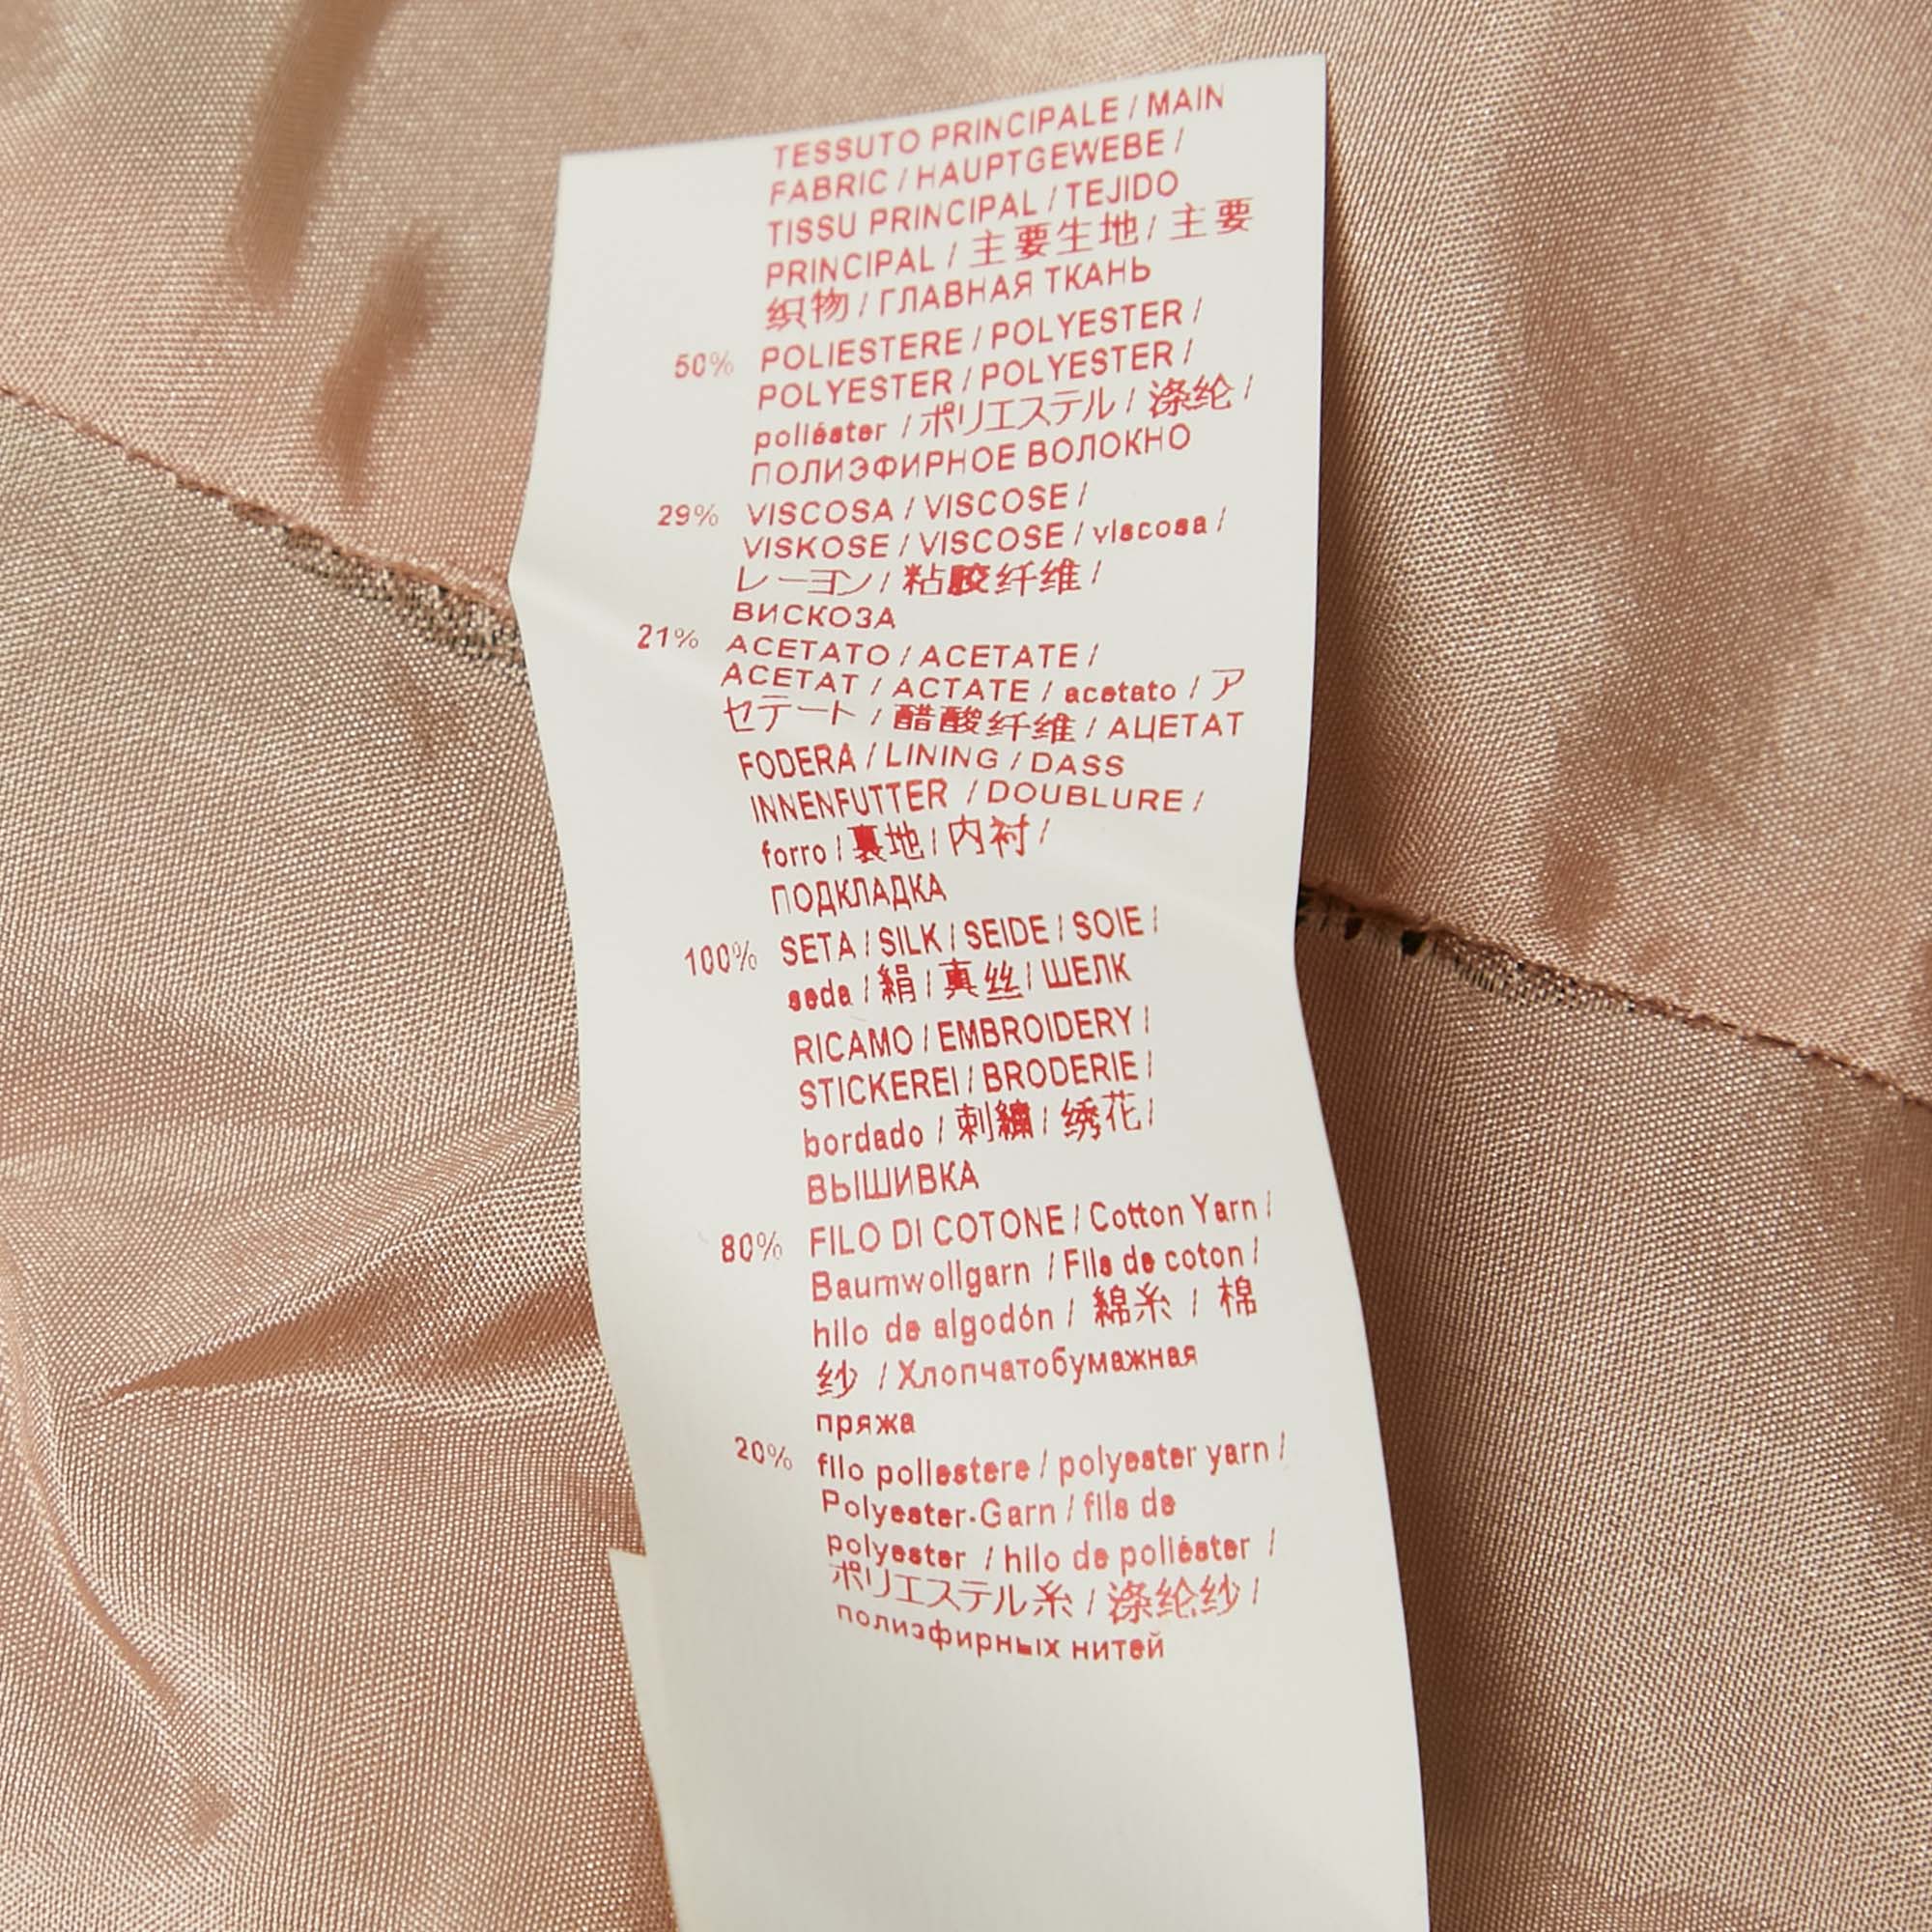 TESSUTO PRINCIPALE / MAIN
FABRIC / HAUPTGEWEBE /
TISSU PRINCIPAL / TEJIDO
PRINCIPAL / 主要生地 / 主要
织物 / ГЛАВНАЯ ТКАНЬ
50% POLIESTERE / POLYESTER /
POLYESTER / POLYESTER /
poliéster / ポリエステル / 涤纶 /
ПОЛИЭФИРНОЕ ВОЛОКНО
29% VISCOSA / VISCOSE /
VISKOSE / VISCOSE / viscosa /
レーヨン / 粘胶纤维 /
ВИСКОЗА
21% ACETATO / ACETATE /
ACETAT / ACTATE / acetato / ア
セテート / 醋酸纤维 / АЦЕТАТ
FODERA / LINING / DASS
INNENFUTTER / DOUBLURE /
forro / 裏地 / 内衬 /
ПОДКЛАДКА
100% SETA / SILK / SEIDE / SOIE /
seda / 絹 / 真丝 / ШЕЛК
RICAMO / EMBROIDERY /
STICKEREI / BRODERIE /
bordado / 刺繍 / 绣花 /
ВЫШИВКА
80% FILO DI COTONE / Cotton Yarn /
Baumwollgarn / Fils de coton /
hilo de algodón / 綿糸 / 棉
纱 / Хлопчатобумажная
пряжа
20% filo poliestere / polyester yarn /
Polyester-Garn / fils de
polyester / hilo de poliéster /
ポリエステル糸 / 涤纶纱 /
полиэфирных нитей